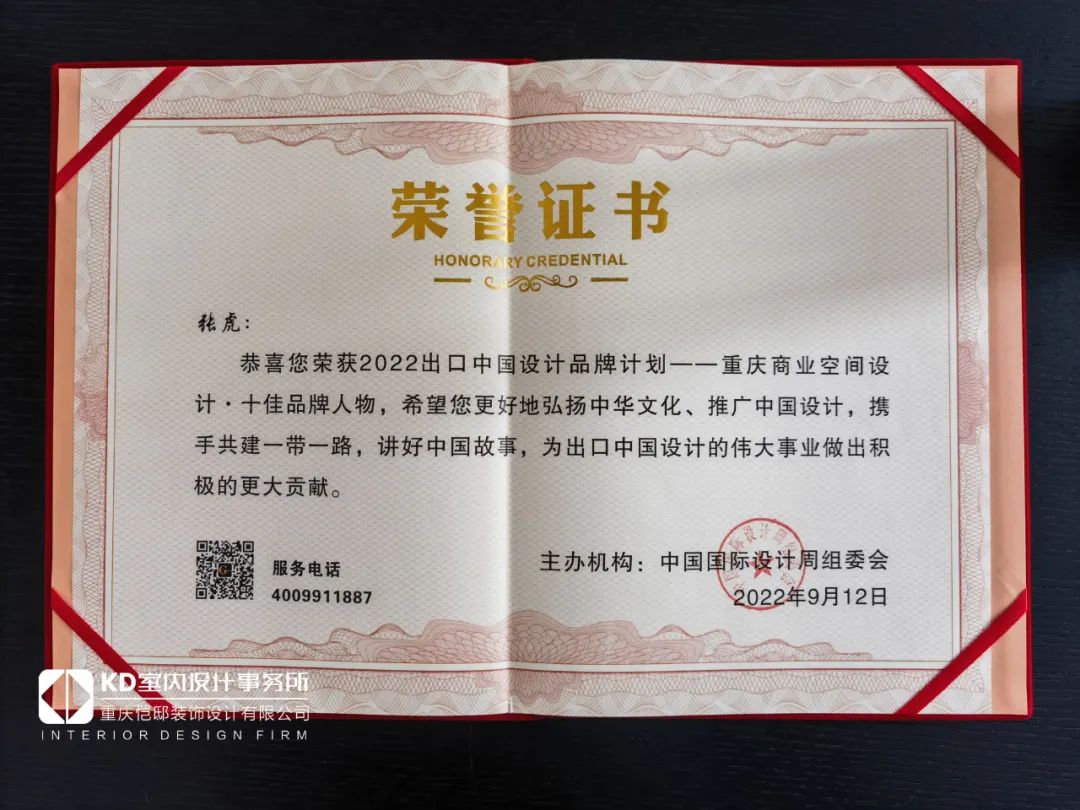 荣誉证书
HONORARY CREDENTIAL
张虎：
恭喜您荣获2022出口中国设计品牌计划——重庆商业空间设
计·十佳品牌人物，希望您更好地弘扬中华文化、推广中国设计，携
手共建一带一路，讲好中国故事，为出口中国设计的伟大事业做出积
极的更大贡献。
服务电话
4009911887
主办机构：中国国际设计周组委会
2022年9月12日
KD室内设计事务所
重庆恺邸装饰设计有限公司
INTERIOR DESIGN FIRM